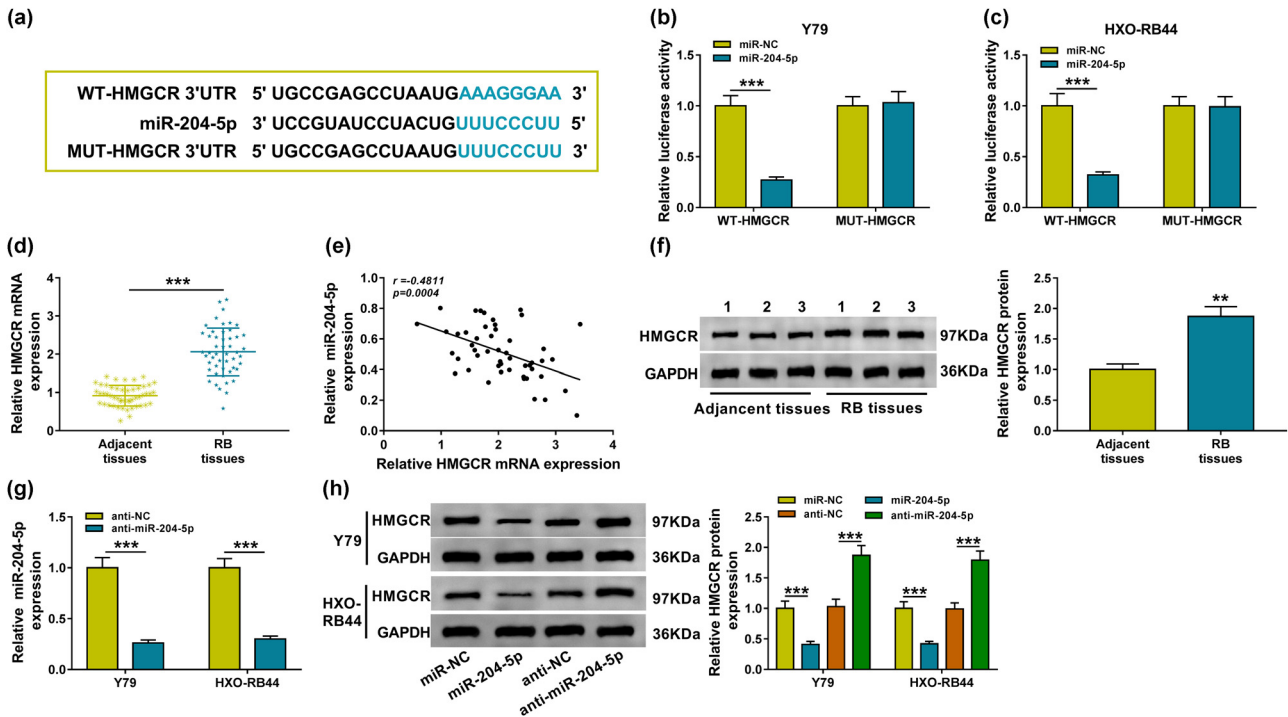 (a)
WT-HMGCR 3'UTR 5' UGCCGAGCCUAAUGAAAGGGAA 3'
miR-204-5p 3' UCCGUAUCCUACUGUUUCCCUU 5'
MUT-HMGCR 3'UTR 5' UGCCGAGCCUAAUGUUUCCCUU 3'
(b)
Y79
miR-NC
miR-204-5p
Relative luciferase activity
1.5
1.0
0.5
0.0
***
WT-HMGCR MUT-HMGCR
(c)
HXO-RB44
miR-NC
miR-204-5p
Relative luciferase activity
1.5
1.0
0.5
0.0
***
WT-HMGCR MUT-HMGCR
(d)
Relative HMGCR mRNA
expression
4
3
2
1
0
***
Adjacent
tissues
RB
tissues
(e)
Relative miR-204-5p
expression
1.0
0.8
0.6
0.4
0.2
0.0
r =-0.4811
p=0.0004
0 1 2 3 4
Relative HMGCR mRNA expression
(f)
1 2 3 1 2 3
HMGCR 97KDa
GAPDH 36KDa
Adjancent tissues RB tissues
Relative HMGCR protein
expression
2.5
2.0
1.5
1.0
0.5
0.0
**
Adjacent
tissues
RB
tissues
(g)
anti-NC
anti-miR-204-5p
Relative miR-204-5p
expression
1.5
1.0
0.5
0.0
*** ***
Y79 HXO-RB44
(h)
Y79
HMGCR 97KDa
GAPDH 36KDa
HXO-
RB44
HMGCR 97KDa
GAPDH 36KDa
miR-NC
miR-204-5p
anti-NC
anti-miR-204-5p
miR-NC miR-204-5p
anti-NC anti-miR-204-5p
Relative HMGCR protein
expression
2.5
2.0
1.5
1.0
0.5
0.0
*** *** *** ***
Y79 HXO-RB44